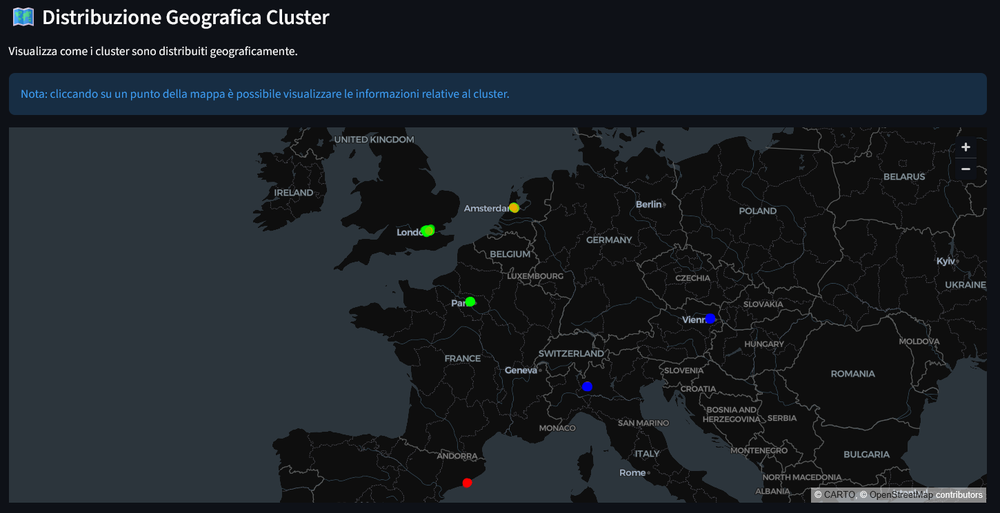 Distribuzione Geografica Cluster
Visualizza come i cluster sono distribuiti geograficamente.
Nota: cliccando su un punto della mappa è possibile visualizzare le informazioni relative al cluster.
UNITED KINGDOM
+
−
BELARUS
IRELAND
Berlin
Amsterdam
POLAND
London
GERMANY
BELGIUM
Kyiv
LUXEMBOURG
CZECHIA
UKRAINE
Paris
SLOVAKIA
Vienna
MOLDOVA
HUNGARY
SWITZERLAND
FRANCE
Geneva
SLOVENIA
ROMANIA
CROATIA
BOSNIA AND
HERZEGOVINA
SERBIA
SAN MARINO
MONACO
MONTENEGRO
ITALY
BULGARIA
ANDORRA
Rome
NORTH MACEDONIA
ALBANIA
Istanbul
© CARTO, © OpenStreetMap contributors